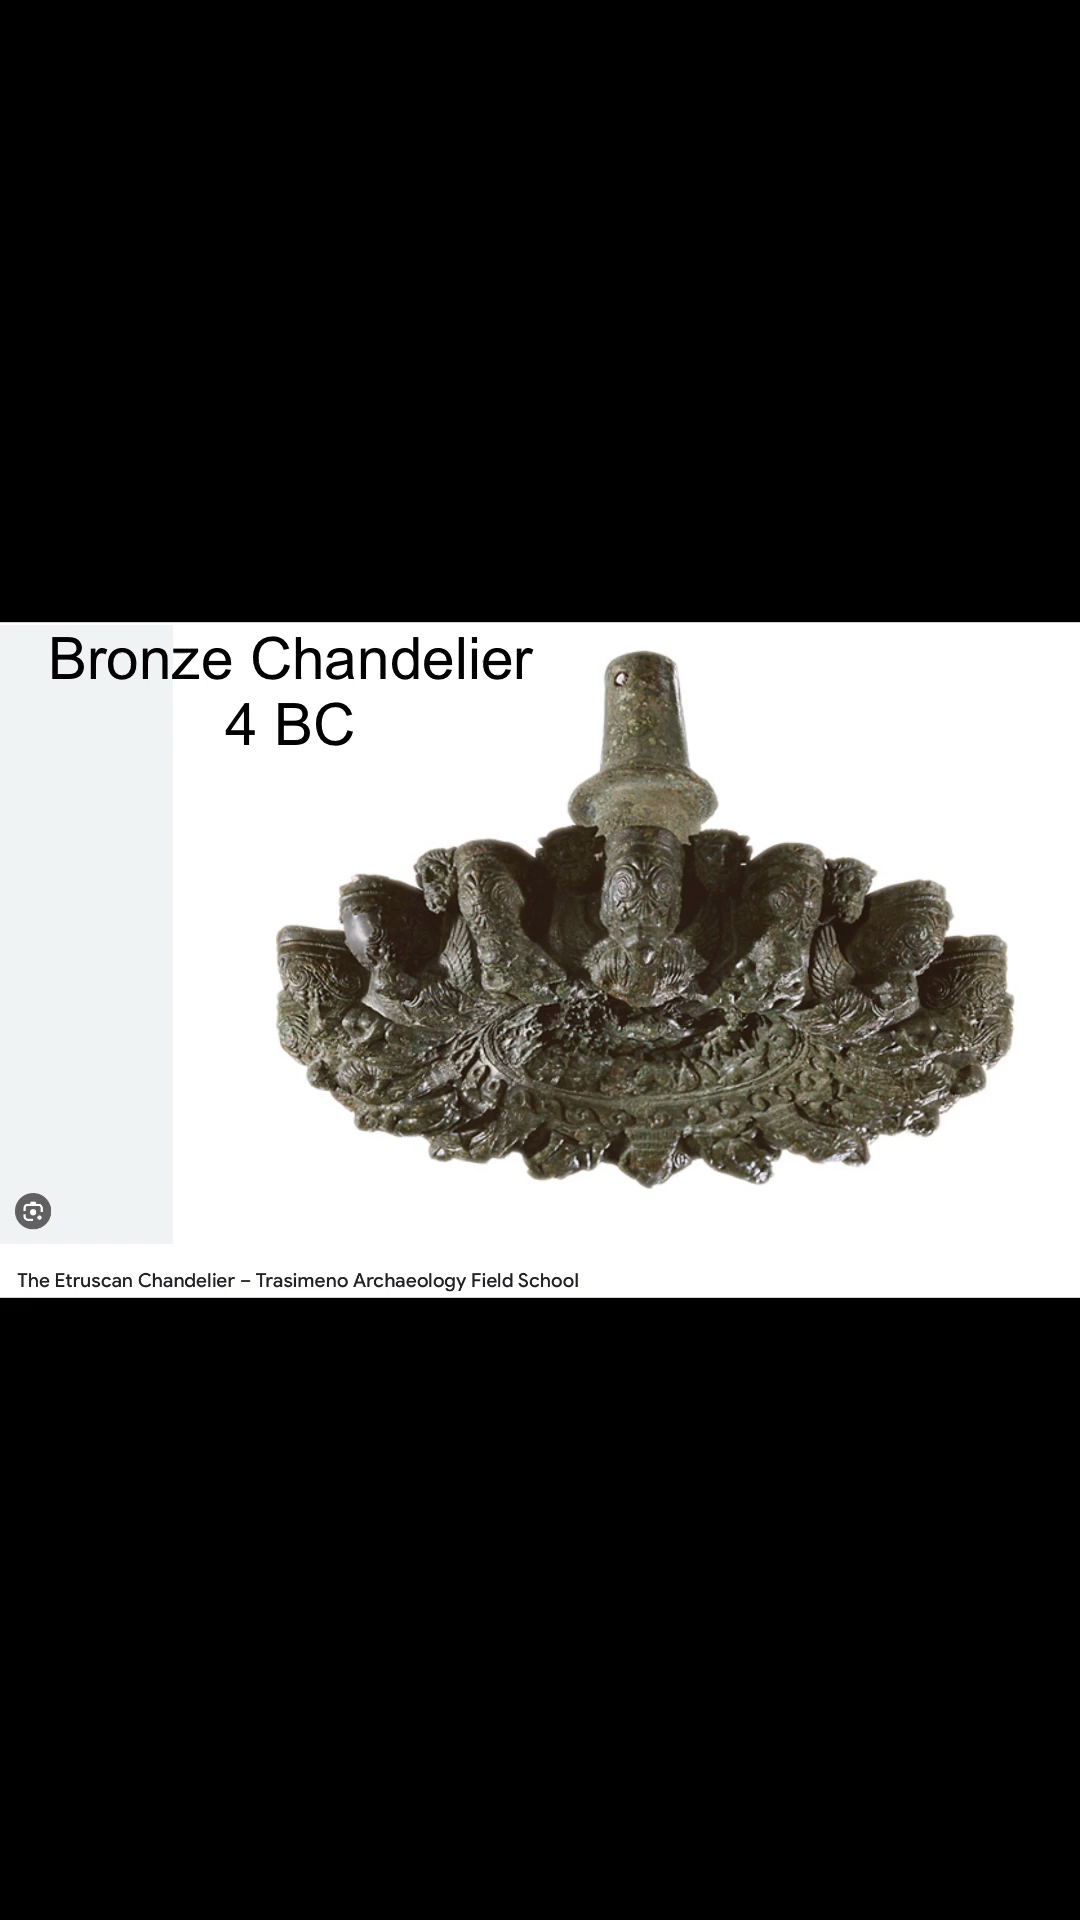 Bronze Chandelier
4 BC
The Etruscan Chandelier – Trasimeno Archaeology Field School